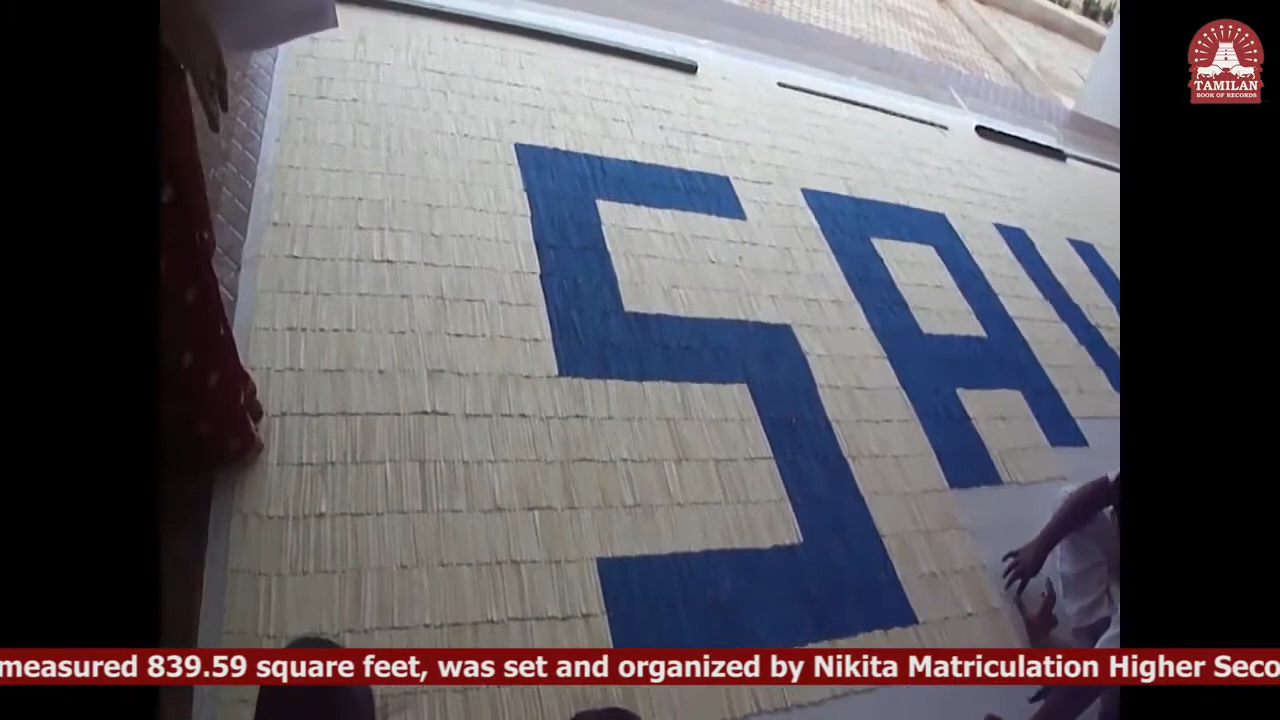 TAMILAN
BOOK OF RECORDS
SA
measured 839.59 square feet, was set and organized by Nikita Matriculation Higher Seco